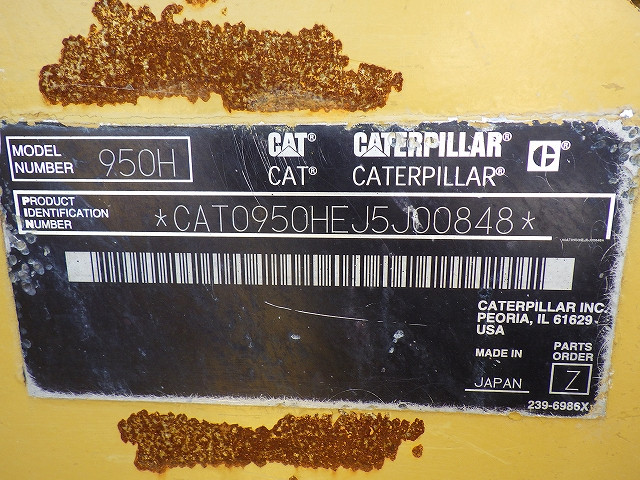 MODEL NUMBER 950H
CAT® CATERPILLAR® C®
CAT® CATERPILLAR®
PRODUCT IDENTIFICATION NUMBER *CAT0950HEJ5J00848*
CATERPILLAR INC.
PEORIA, IL 61629
USA
MADE IN JAPAN
PARTS ORDER Z
239-6986X